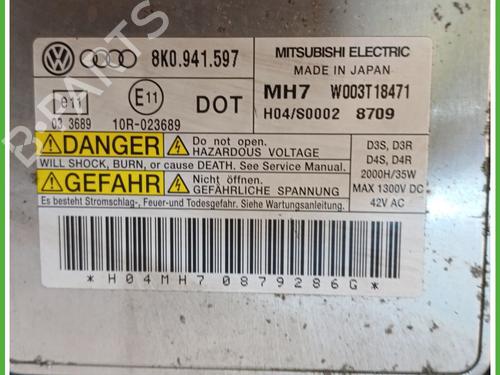 8K0.941.597
MITSUBISHI ELECTRIC
MADE IN JAPAN
e11
E11
DOT
MH7 W003T18471
H04/S0002 8709
03 3689
10R-023689
DANGER
Do not open.
HAZARDOUS VOLTAGE
WILL SHOCK, BURN, or cause DEATH. See Service Manual.
GEFAHR
Nicht öffnen.
GEFÄHRLICHE SPANNUNG
Es besteht Stromschlag-, Feuer-und Todesgefahr. Siehe Wartungsanleitung.
D3S, D3R
D4S, D4R
2000H/35W
MAX 1300V DC
42V AC
*H04MH70879286G*
B-PARTS